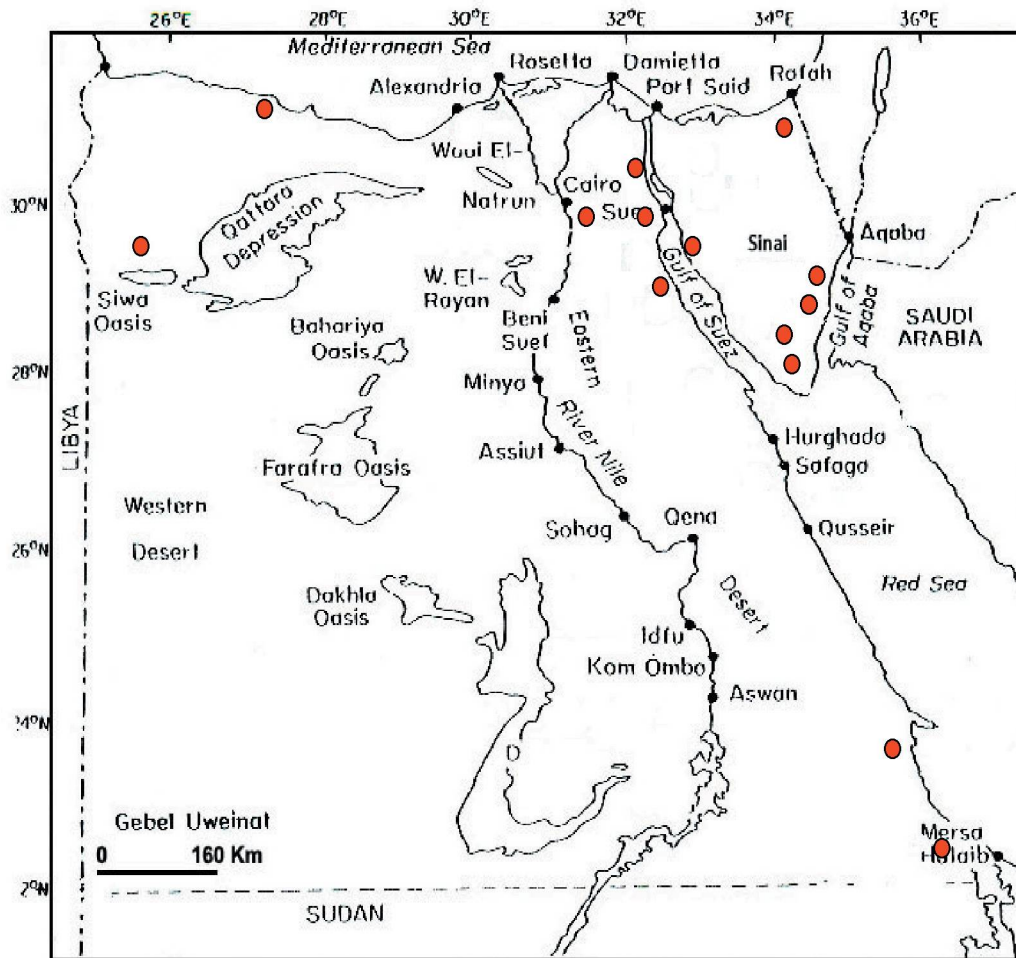 26°E
28°E
30°E
32°E
34°E
36°E
Mediterranean Sea
Rosetta
Damietta
Alexandria
Port Said
Rafah
Wadi El-
Natrun
Cairo
30°N
Qattara
Depression
Sinai
Aqaba
Siwa
Oasis
W. El-
Rayan
Gulf of Suez
Gulf of
Aqaba
SAUDI
ARABIA
Bahariya
Oasis
Beni
Suef
Eastern
28°N
Minya
LIBYA
River Nile
Hurghada
Assiut
Safaga
Farafra Oasis
Western
Desert
Sohag
Qena
Qusseir
26°N
Red Sea
Dakhla
Oasis
Desert
Idfu
Kom Ombo
Aswan
24°N
D
Gebel Uweinat
0 160 Km
Mersa
Halaib
2°N
SUDAN